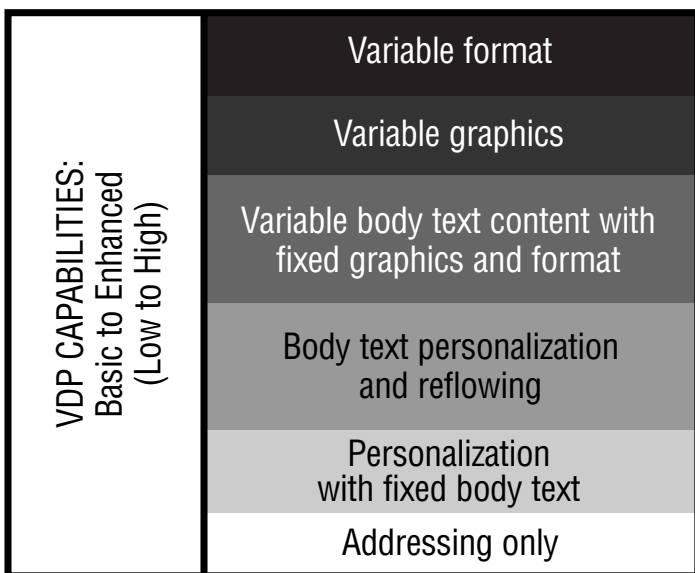 VDP CAPABILITIES:
Basic to Enhanced
(Low to High)
Variable format
Variable graphics
Variable body text content with
fixed graphics and format
Body text personalization
and reflowing
Personalization
with fixed body text
Addressing only